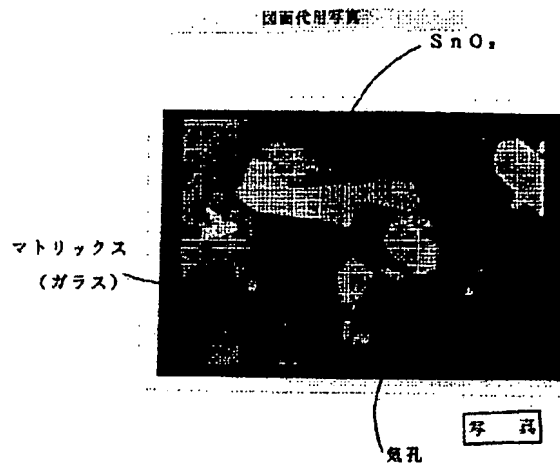 図面代用写真
SnO₂
マトリックス
(ガラス)
気孔
写真